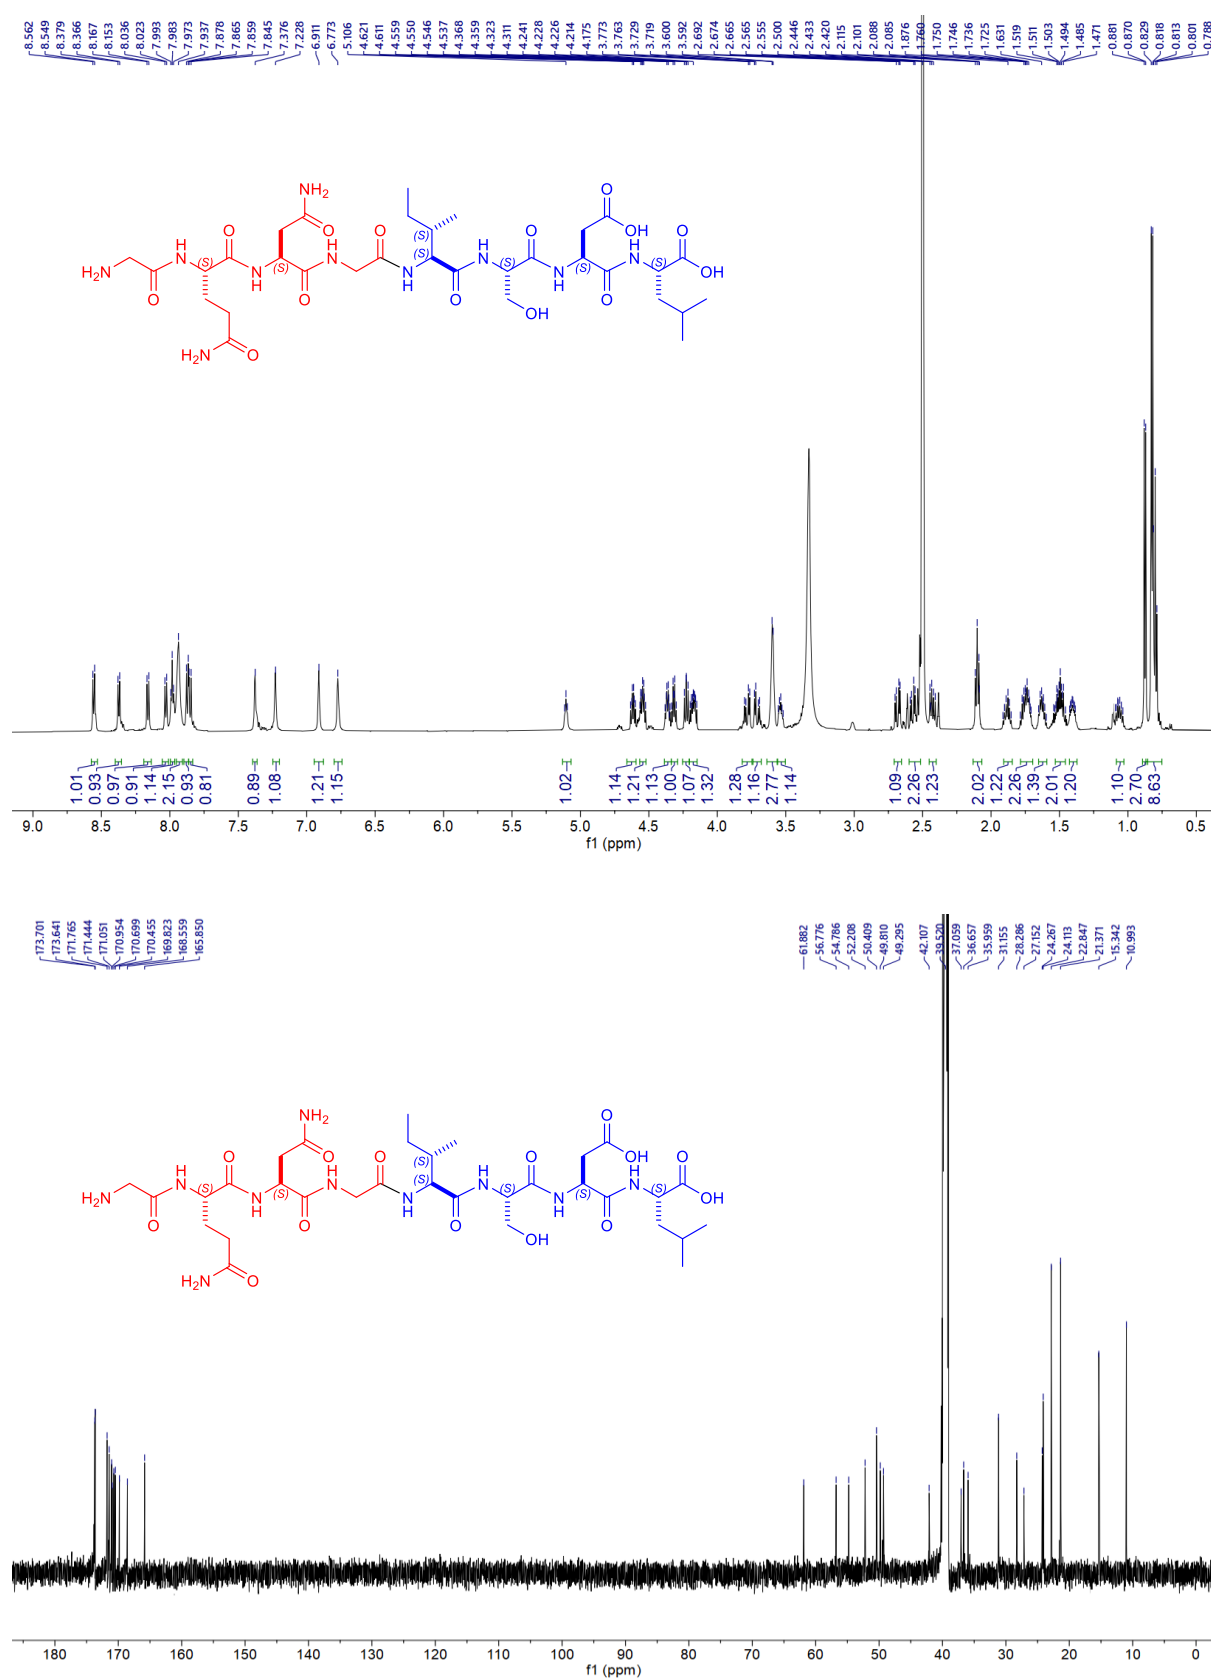 8.562 8.549 8.379 8.366 8.167 8.153 8.036 8.023 7.993 7.983 7.973 7.937 7.878 7.865 7.859 7.845 7.376 7.228 6.911 6.773 5.106 4.621 4.611 4.559 4.550 4.546 4.537 4.368 4.359 4.323 4.311 4.241 4.228 4.226 4.214 4.175 3.773 3.763 3.729 3.719 3.600 3.592 2.692 2.674 2.665 2.565 2.555 2.500 2.446 2.433 2.420 2.115 2.101 2.088 2.085 1.876 1.760 1.750 1.746 1.736 1.725 1.631 1.519 1.511 1.503 1.494 1.485 1.471 0.881 0.870 0.829 0.818 0.813 0.801 0.788
NH2 O
O O O O OH O
H N (S) H N (S) (S) H N (S) H N (S) OH
H2N O N H (S) O N H O N H (S) O
OH
H2N O
1.01 0.93 0.97 0.91 1.14 2.15 0.93 0.81 0.89 1.08 1.21 1.15 1.02 1.14 1.21 1.13 1.00 1.07 1.32 1.28 1.16 2.77 1.14 1.09 2.26 1.23 2.02 1.22 2.26 1.39 2.01 1.20 1.10 2.70 8.63
9.0 8.5 8.0 7.5 7.0 6.5 6.0 5.5 5.0 4.5 4.0 3.5 3.0 2.5 2.0 1.5 1.0 0.5
f1 (ppm)
173.701 173.641 171.765 171.444 171.051 170.954 170.699 170.455 169.823 168.559 165.850 61.882 56.776 54.786 52.208 50.409 49.810 49.295 42.107 39.520 37.059 36.657 35.959 31.155 28.286 27.152 24.267 24.113 22.847 21.371 15.342 10.993
NH2 O
O O O O OH O
H N (S) H N (S) (S) H N (S) H N (S) OH
H2N O N H (S) O N H O N H (S) O
OH
H2N O
180 170 160 150 140 130 120 110 100 90 80 70 60 50 40 30 20 10 0
f1 (ppm)